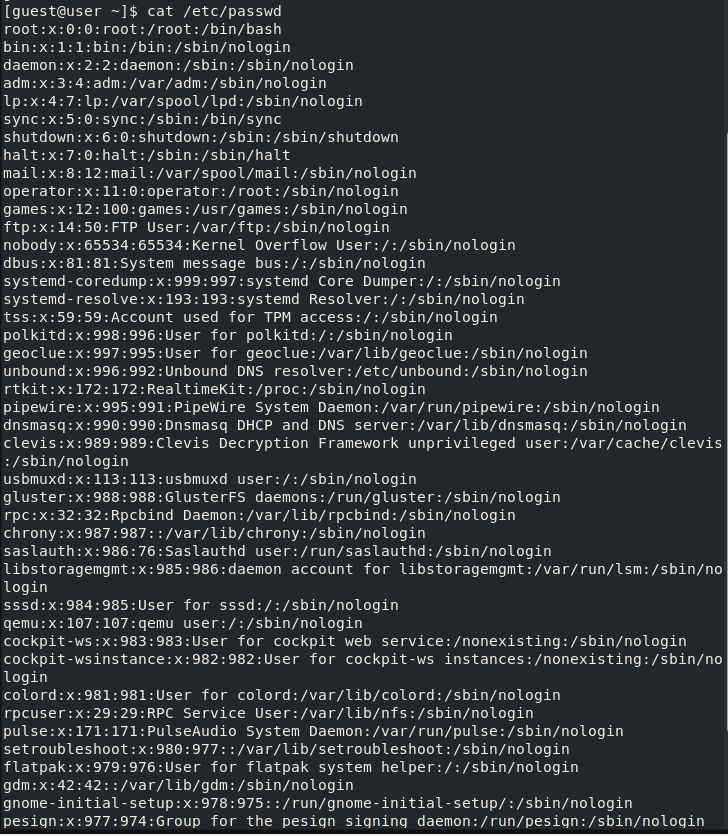 [guest@user ~]$ cat /etc/passwd
root:x:0:0:root:/root:/bin/bash
bin:x:1:1:bin:/bin:/sbin/nologin
daemon:x:2:2:daemon:/sbin:/sbin/nologin
adm:x:3:4:adm:/var/adm:/sbin/nologin
lp:x:4:7:lp:/var/spool/lpd:/sbin/nologin
sync:x:5:0:sync:/sbin:/bin/sync
shutdown:x:6:0:shutdown:/sbin:/sbin/shutdown
halt:x:7:0:halt:/sbin:/sbin/halt
mail:x:8:12:mail:/var/spool/mail:/sbin/nologin
operator:x:11:0:operator:/root:/sbin/nologin
games:x:12:100:games:/usr/games:/sbin/nologin
ftp:x:14:50:FTP User:/var/ftp:/sbin/nologin
nobody:x:65534:65534:Kernel Overflow User:/:/sbin/nologin
dbus:x:81:81:System message bus:/:/sbin/nologin
systemd-coredump:x:999:997:systemd Core Dumper:/:/sbin/nologin
systemd-resolve:x:193:193:systemd Resolver:/:/sbin/nologin
tss:x:59:59:Account used for TPM access:/:/sbin/nologin
polkitd:x:998:996:User for polkitd:/:/sbin/nologin
geoclue:x:997:995:User for geoclue:/var/lib/geoclue:/sbin/nologin
unbound:x:996:992:Unbound DNS resolver:/etc/unbound:/sbin/nologin
rtkit:x:172:172:RealtimeKit:/proc:/sbin/nologin
pipewire:x:995:991:PipeWire System Daemon:/var/run/pipewire:/sbin/nologin
dnsmasq:x:990:990:Dnsmasq DHCP and DNS server:/var/lib/dnsmasq:/sbin/nologin
clevis:x:989:989:Clevis Decryption Framework unprivileged user:/var/cache/clevis
:/sbin/nologin
usbmuxd:x:113:113:usbmuxd user:/:/sbin/nologin
gluster:x:988:988:GlusterFS daemons:/run/gluster:/sbin/nologin
rpc:x:32:32:Rpcbind Daemon:/var/lib/rpcbind:/sbin/nologin
chrony:x:987:987::/var/lib/chrony:/sbin/nologin
saslauth:x:986:76:Saslauthd user:/run/saslauthd:/sbin/nologin
libstoragemgmt:x:985:986:daemon account for libstoragemgmt:/var/run/lsm:/sbin/no
login
sssd:x:984:985:User for sssd:/:/sbin/nologin
qemu:x:107:107:qemu user:/:/sbin/nologin
cockpit-ws:x:983:983:User for cockpit web service:/nonexisting:/sbin/nologin
cockpit-wsinstance:x:982:982:User for cockpit-ws instances:/nonexisting:/sbin/no
login
colord:x:981:981:User for colord:/var/lib/colord:/sbin/nologin
rpcuser:x:29:29:RPC Service User:/var/lib/nfs:/sbin/nologin
pulse:x:171:171:PulseAudio System Daemon:/var/run/pulse:/sbin/nologin
setroubleshoot:x:980:977::/var/lib/setroubleshoot:/sbin/nologin
flatpak:x:979:976:User for flatpak system helper:/:/sbin/nologin
gdm:x:42:42::/var/lib/gdm:/sbin/nologin
gnome-initial-setup:x:978:975::/run/gnome-initial-setup/:/sbin/nologin
pesign:x:977:974:Group for the pesign signing daemon:/run/pesign:/sbin/nologin